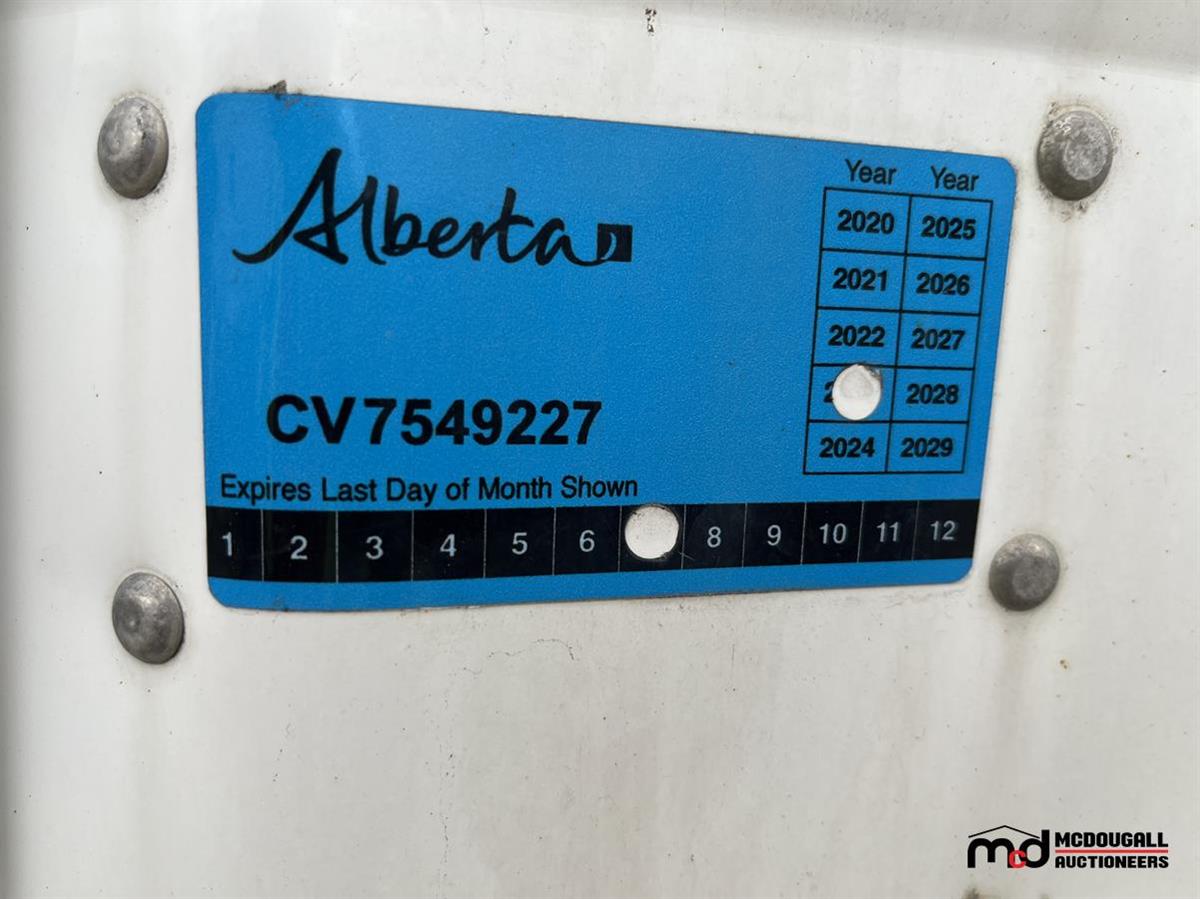 Alberta
Year Year
2020 2025
2021 2026
2022 2027
2028
2024 2029
CV7549227
Expires Last Day of Month Shown
1 2 3 4 5 6 8 9 10 11 12
mcd MCDOUGALL
AUCTIONEERS